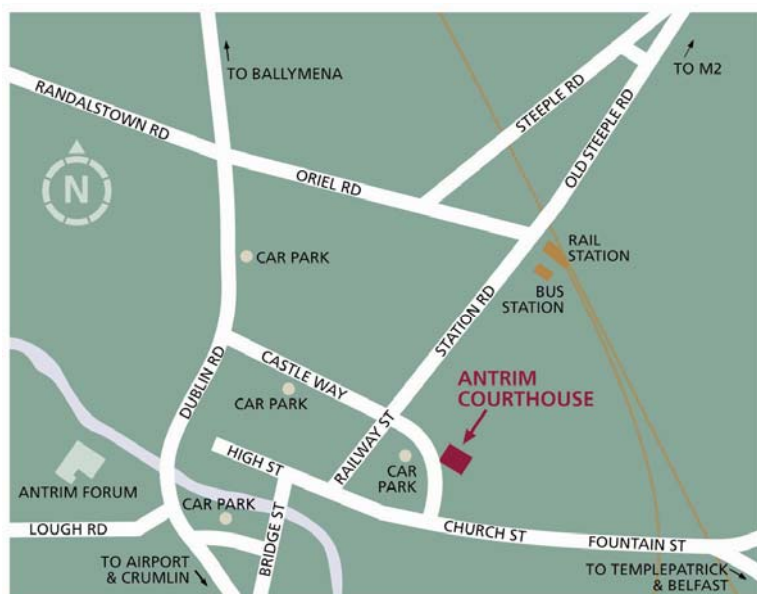 TO BALLYMENA
TO M2
RANDALSTOWN RD
STEEPLE RD
OLD STEEPLE RD
N
ORIEL RD
CAR PARK
RAIL
STATION
BUS
STATION
STATION RD
DUBLIN RD
CASTLE WAY
CAR PARK
ANTRIM
COURTHOUSE
RAILWAY ST
HIGH ST
CAR
PARK
ANTRIM FORUM
CAR PARK
LOUGH RD
BRIDGE ST
CHURCH ST
FOUNTAIN ST
TO AIRPORT
& CRUMLIN
TO TEMPLEPATRICK
& BELFAST